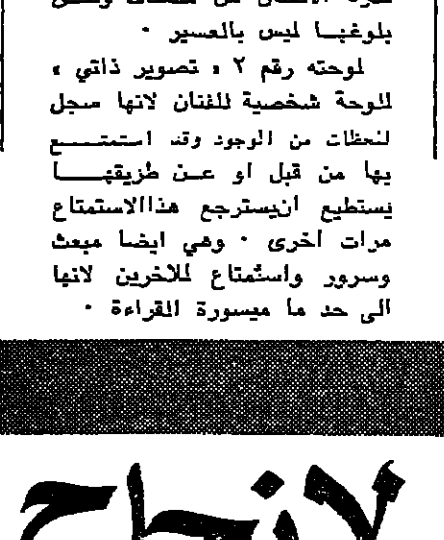 بلوغها ليس بالعسير ·
لوحته رقم ٢ « تصوير ذاتي »
للوحة شخصية للفنان لانها سجل
للحظات من الوجود وقد استمتع
بها من قبل او عن طريقها
يستطيع انيسترجع هذاالاستمتاع
مرات اخرى · وهي ايضا مبعث
وسرور واستمتاع للاخرين لانها
الى حد ما ميسورة القراءة ·